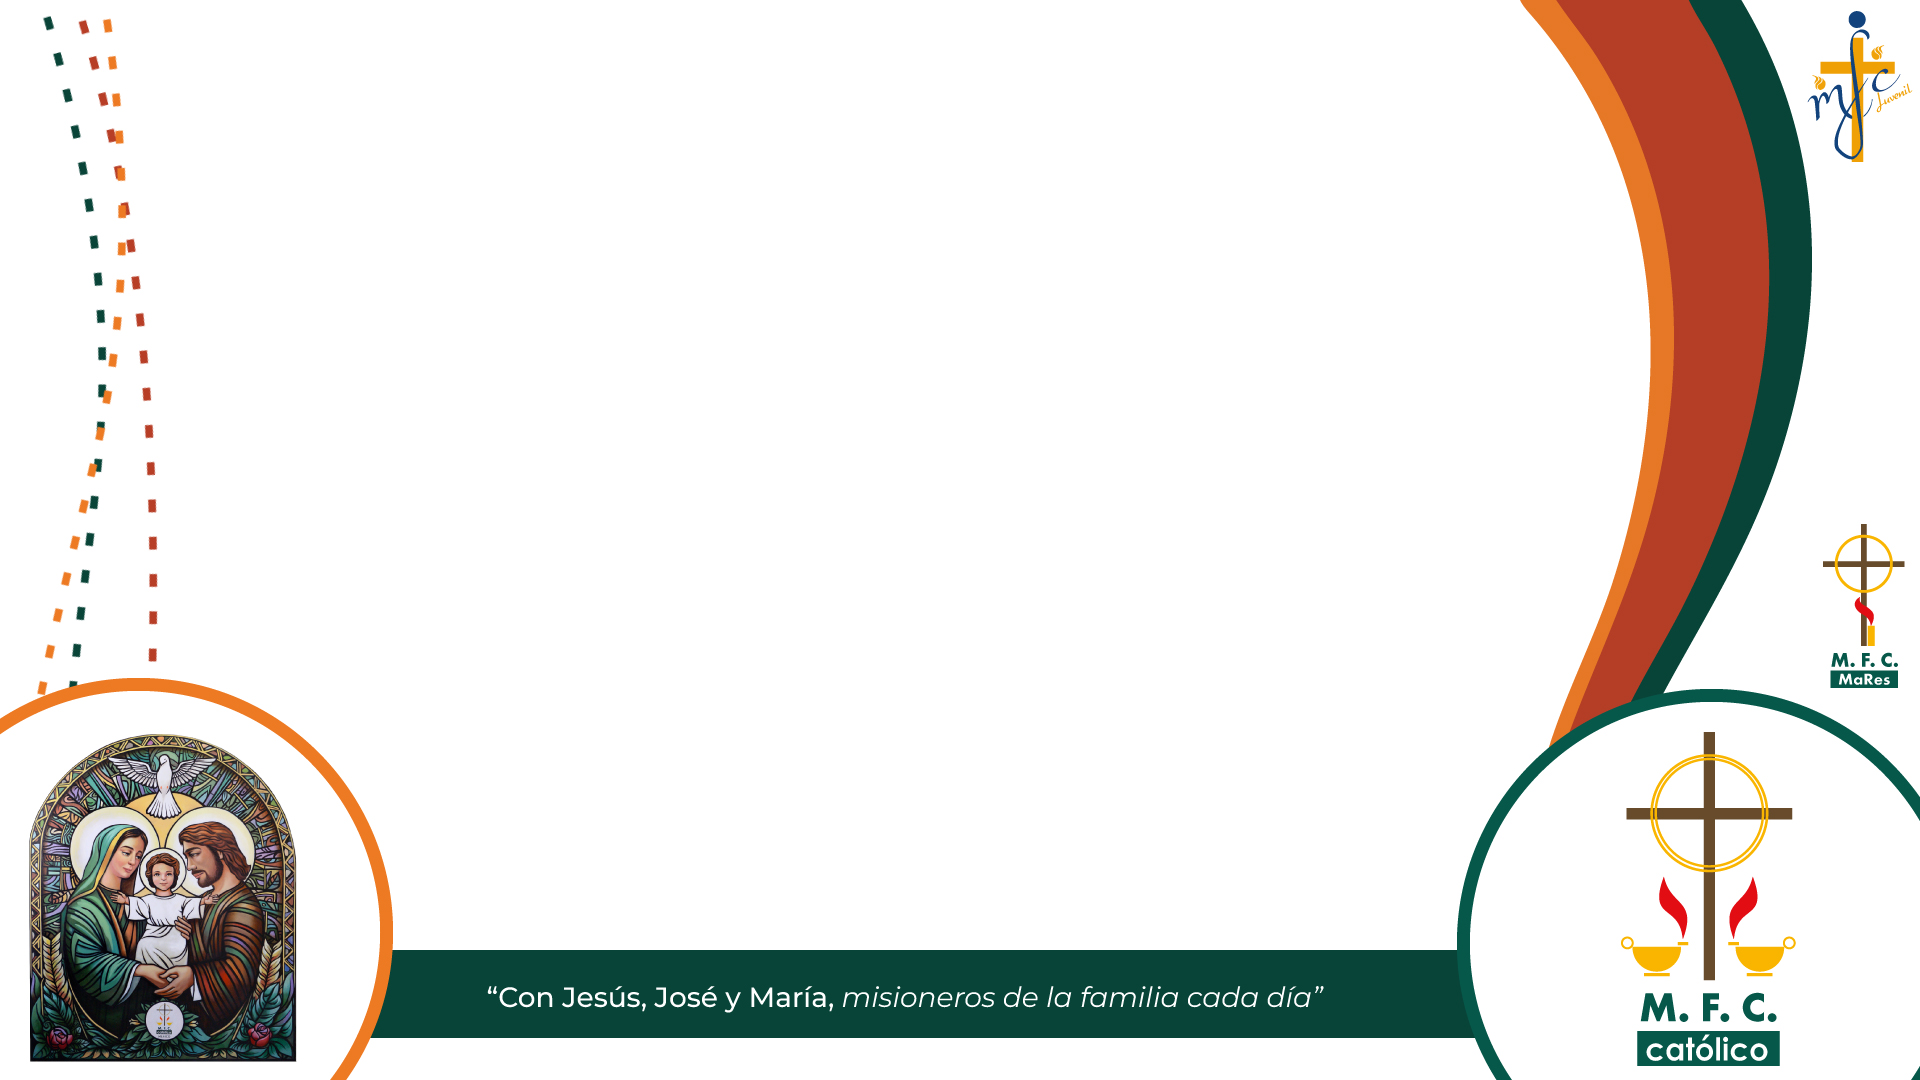 mfc
Juvenil
M. F. C.
MaRes
“Con Jesús, José y María, misioneros de la familia cada día”
M. F. C.
católico